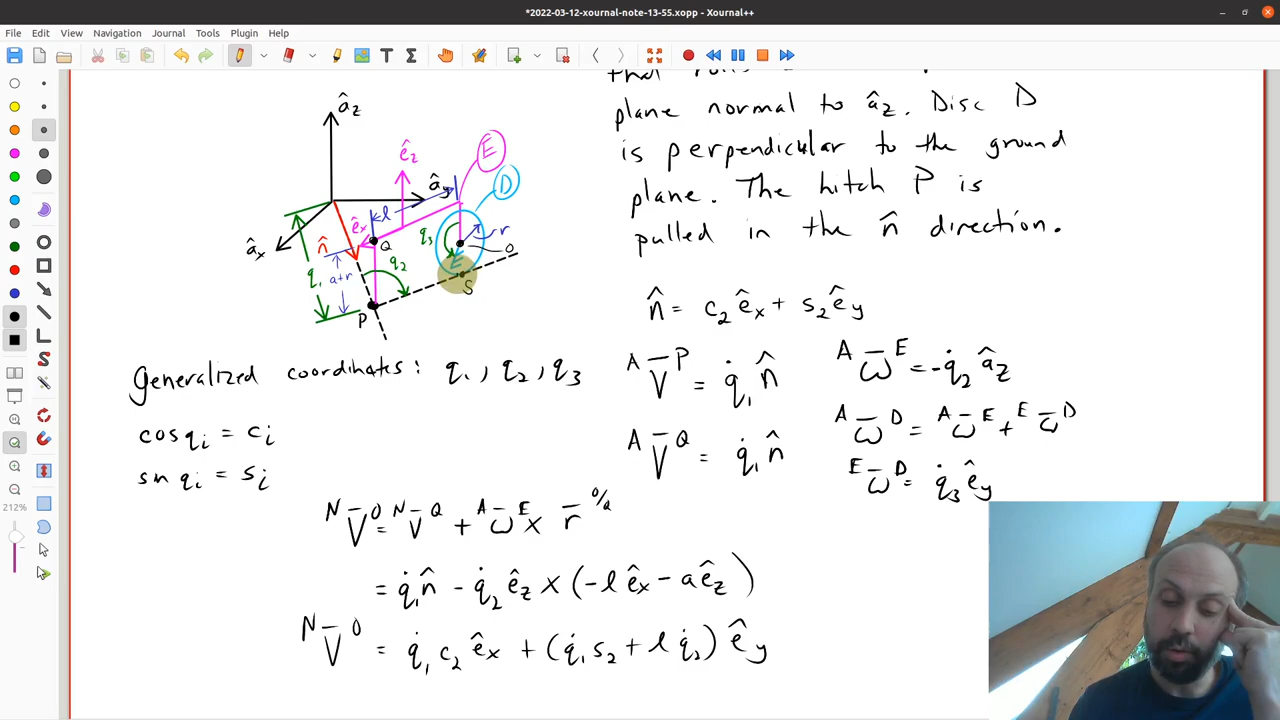 *2022-03-12-xournal-note-13-55.xopp - Xournal++
File Edit View Navigation Journal Tools Plugin Help
plane normal to âz. Disc D
is perpendicular to the ground
plane. The hitch P is
pulled in the n̂ direction.
âz
ây
âx
êz
êx
n̂
E
D
l
r
q1
q2
q3
a+r
Q
O
P
S
n̂ = c2 êx + s2 êy
Generalized coordinates: q1, q2, q3
cos qi = ci
sin qi = si
A V̄ P = q̇1 n̂
A ω̄ E = -q̇2 âz
A V̄ Q = q̇1 n̂
A ω̄ D = A ω̄ E + E ω̄ D
E ω̄ D = q̇3 êy
N V̄ O = N V̄ Q + A ω̄ E × r̄ O/Q
= q̇1 n̂ - q̇2 êz × (-l êx - a êz)
N V̄ O = q̇1 c2 êx + (q̇1 s2 + l q̇2) êy
212%